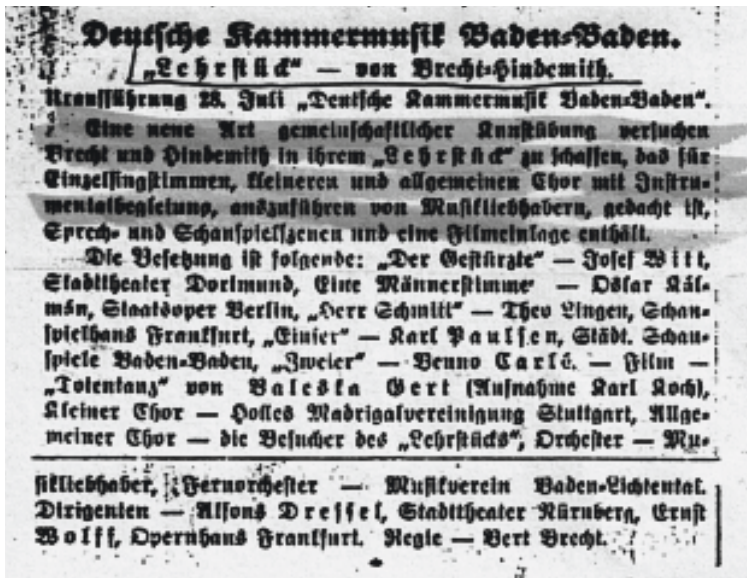 Deutsche Kammermusik Baden-Baden.
„Lehrstück“ — von Brecht-Hindemith.
Uraufführung 28. Juli „Deutsche Kammermusik Baden-Baden“.
Eine neue Art gemeinschaftlicher Kunstübung versuchen
Brecht und Hindemith in ihrem „Lehrstück“ zu schaffen, das für
Einzelsingstimmen, kleineren und allgemeinen Chor mit Instru-
mentalbegleitung, auszuführen von Musikliebhabern, gedacht ist,
Sprech- und Schauspielszenen und eine Filmeinlage enthält.
Die Besetzung ist folgende: „Der Gestürzte“ — Josef Witt,
Stadttheater Dortmund, Eine Männerstimme — Oskar Käl-
mán, Staatsoper Berlin, „Herr Schmitt“ — Theo Lingen, Schau-
spielhaus Frankfurt, „Einser“ — Karl Paulsen, Städt. Schau-
spiele Baden-Baden, „Zweier“ — Benno Carlé. — Film —
„Totentanz“ von Valeska Gert (Aufnahme Karl Koch),
Kleiner Chor — Holles Madrigalvereinigung Stuttgart, Allge-
meiner Chor — die Besucher des „Lehrstücks“, Orchester — Mu-
sikliebhaber, Fernorchester — Musikverein Baden-Lichtental.
Dirigenten — Alfons Dressel, Stadttheater Nürnberg, Ernst
Wolff, Opernhaus Frankfurt. Regie — Bert Brecht.